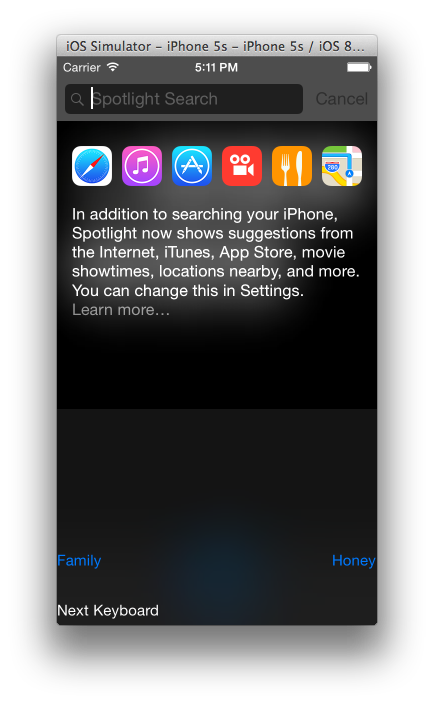 iOS Simulator – iPhone 5s – iPhone 5s / iOS 8...
Carrier 5:11 PM
Spotlight Search Cancel
280
In addition to searching your iPhone,
Spotlight now shows suggestions from
the Internet, iTunes, App Store, movie
showtimes, locations nearby, and more.
You can change this in Settings.
Learn more...
Family Honey
Next Keyboard